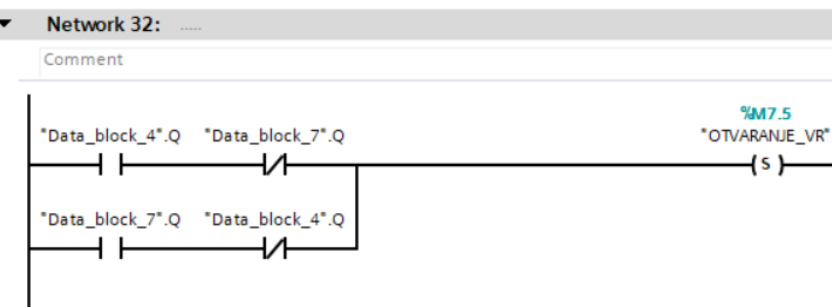 Network 32: .....
Comment
%M7.5
"Data_block_4".Q "Data_block_7".Q "OTVARANJE_VR"
S
"Data_block_7".Q "Data_block_4".Q